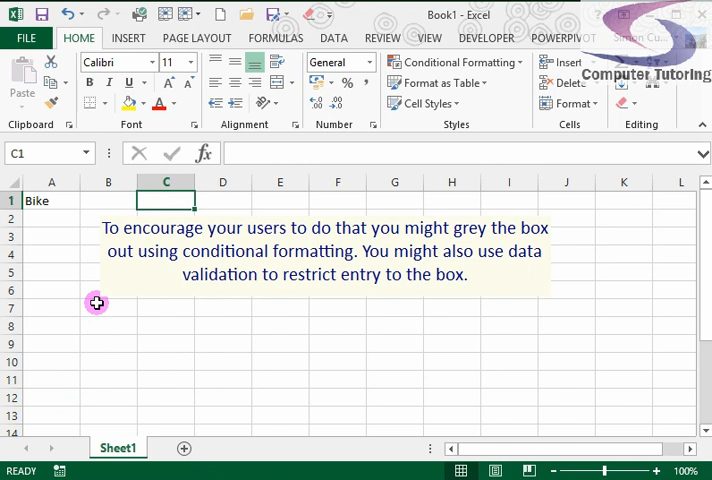 Book1 - Excel
FILE HOME INSERT PAGE LAYOUT FORMULAS DATA REVIEW VIEW DEVELOPER POWERPIVOT
Computer Tutoring
Paste
Calibri 11
General
Conditional Formatting
Format as Table
Cell Styles
Insert
Delete
Format
B I U
Clipboard Font Alignment Number Styles Cells Editing
C1
fx
A B C D E F G H I J K L
1 Bike
2
3
4
5
6
7
8
9
10
11
12
13
14
To encourage your users to do that you might grey the box
out using conditional formatting. You might also use data
validation to restrict entry to the box.
Sheet1
READY
100%